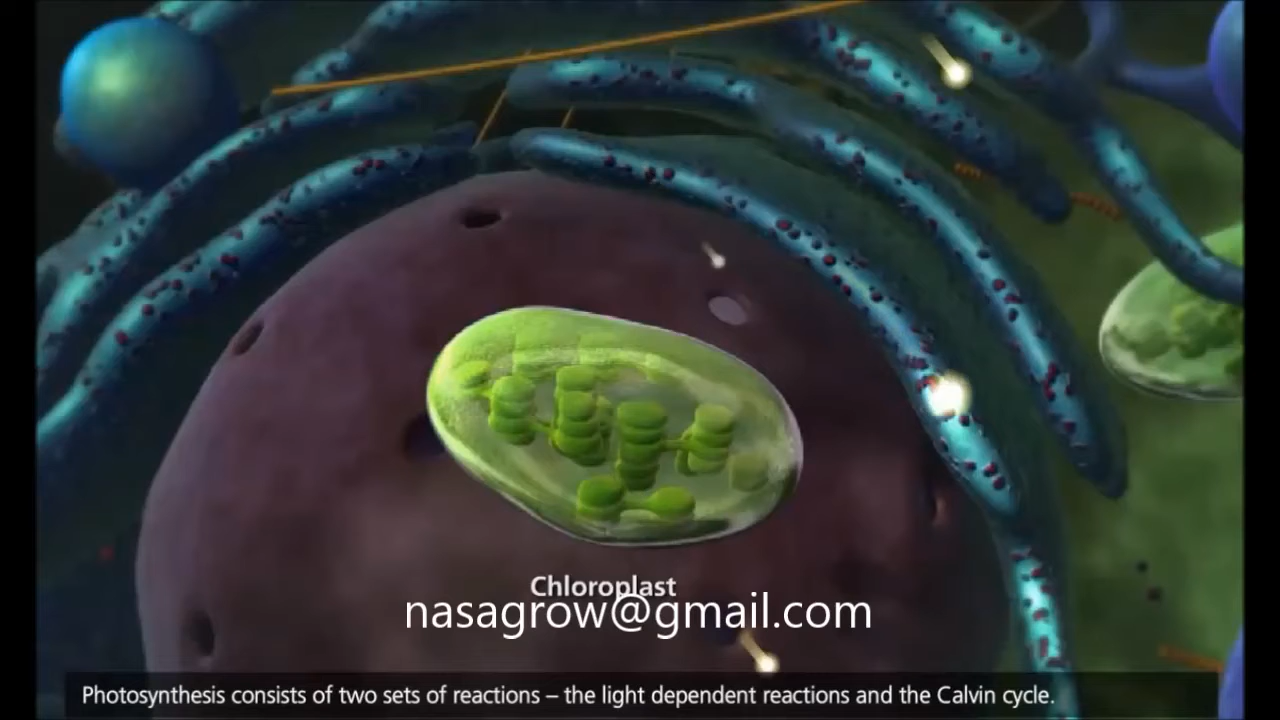 Chloroplast
nasagrow@gmail.com
Photosynthesis consists of two sets of reactions – the light dependent reactions and the Calvin cycle.